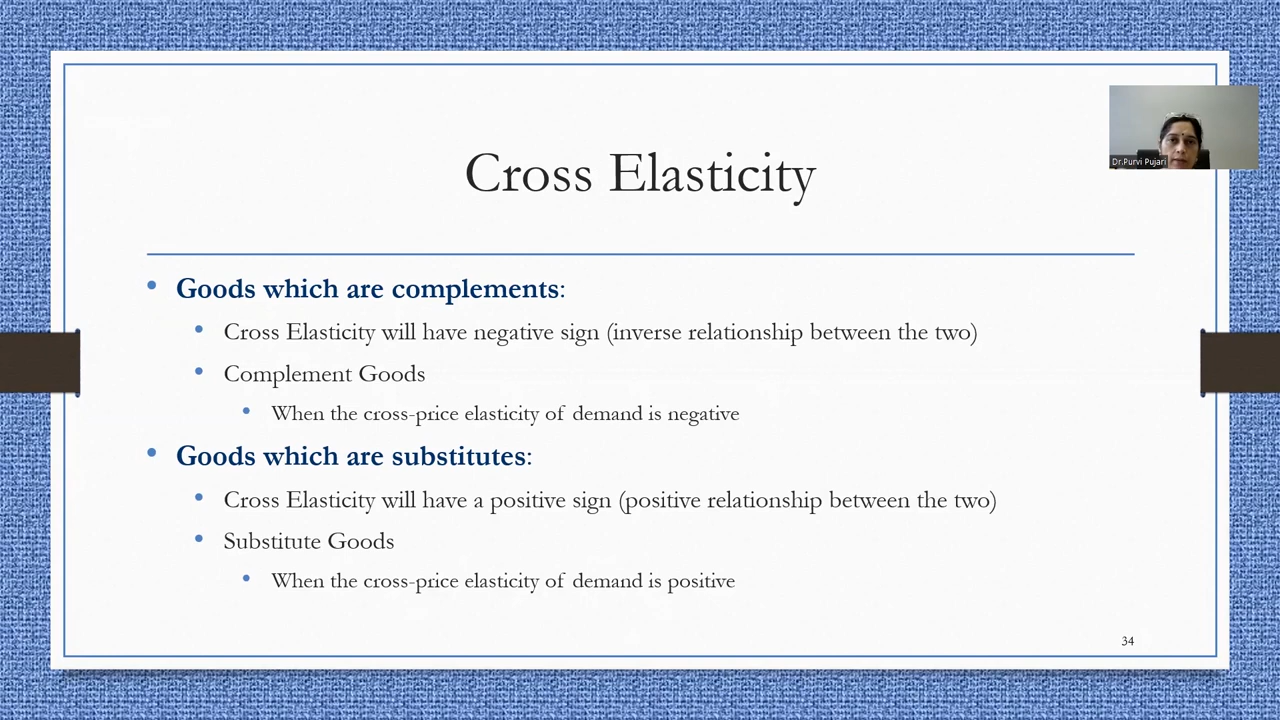 Dr.Purvi Pujari
Cross Elasticity
Goods which are complements:
Cross Elasticity will have negative sign (inverse relationship between the two)
Complement Goods
When the cross-price elasticity of demand is negative
Goods which are substitutes:
Cross Elasticity will have a positive sign (positive relationship between the two)
Substitute Goods
When the cross-price elasticity of demand is positive
34